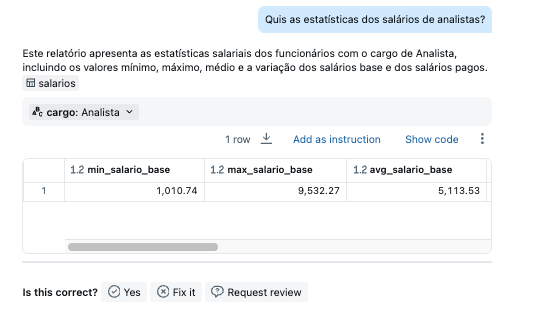 Quis as estatísticas dos salários de analistas?
Este relatório apresenta as estatísticas salariais dos funcionários com o cargo de Analista,
incluindo os valores mínimo, máximo, médio e a variação dos salários base e dos salários pagos.
salarios
ABC cargo: Analista
1 row Add as instruction Show code
1.2 min_salario_base 1.2 max_salario_base 1.2 avg_salario_base
1 1,010.74 9,532.27 5,113.53
Is this correct? Yes Fix it Request review